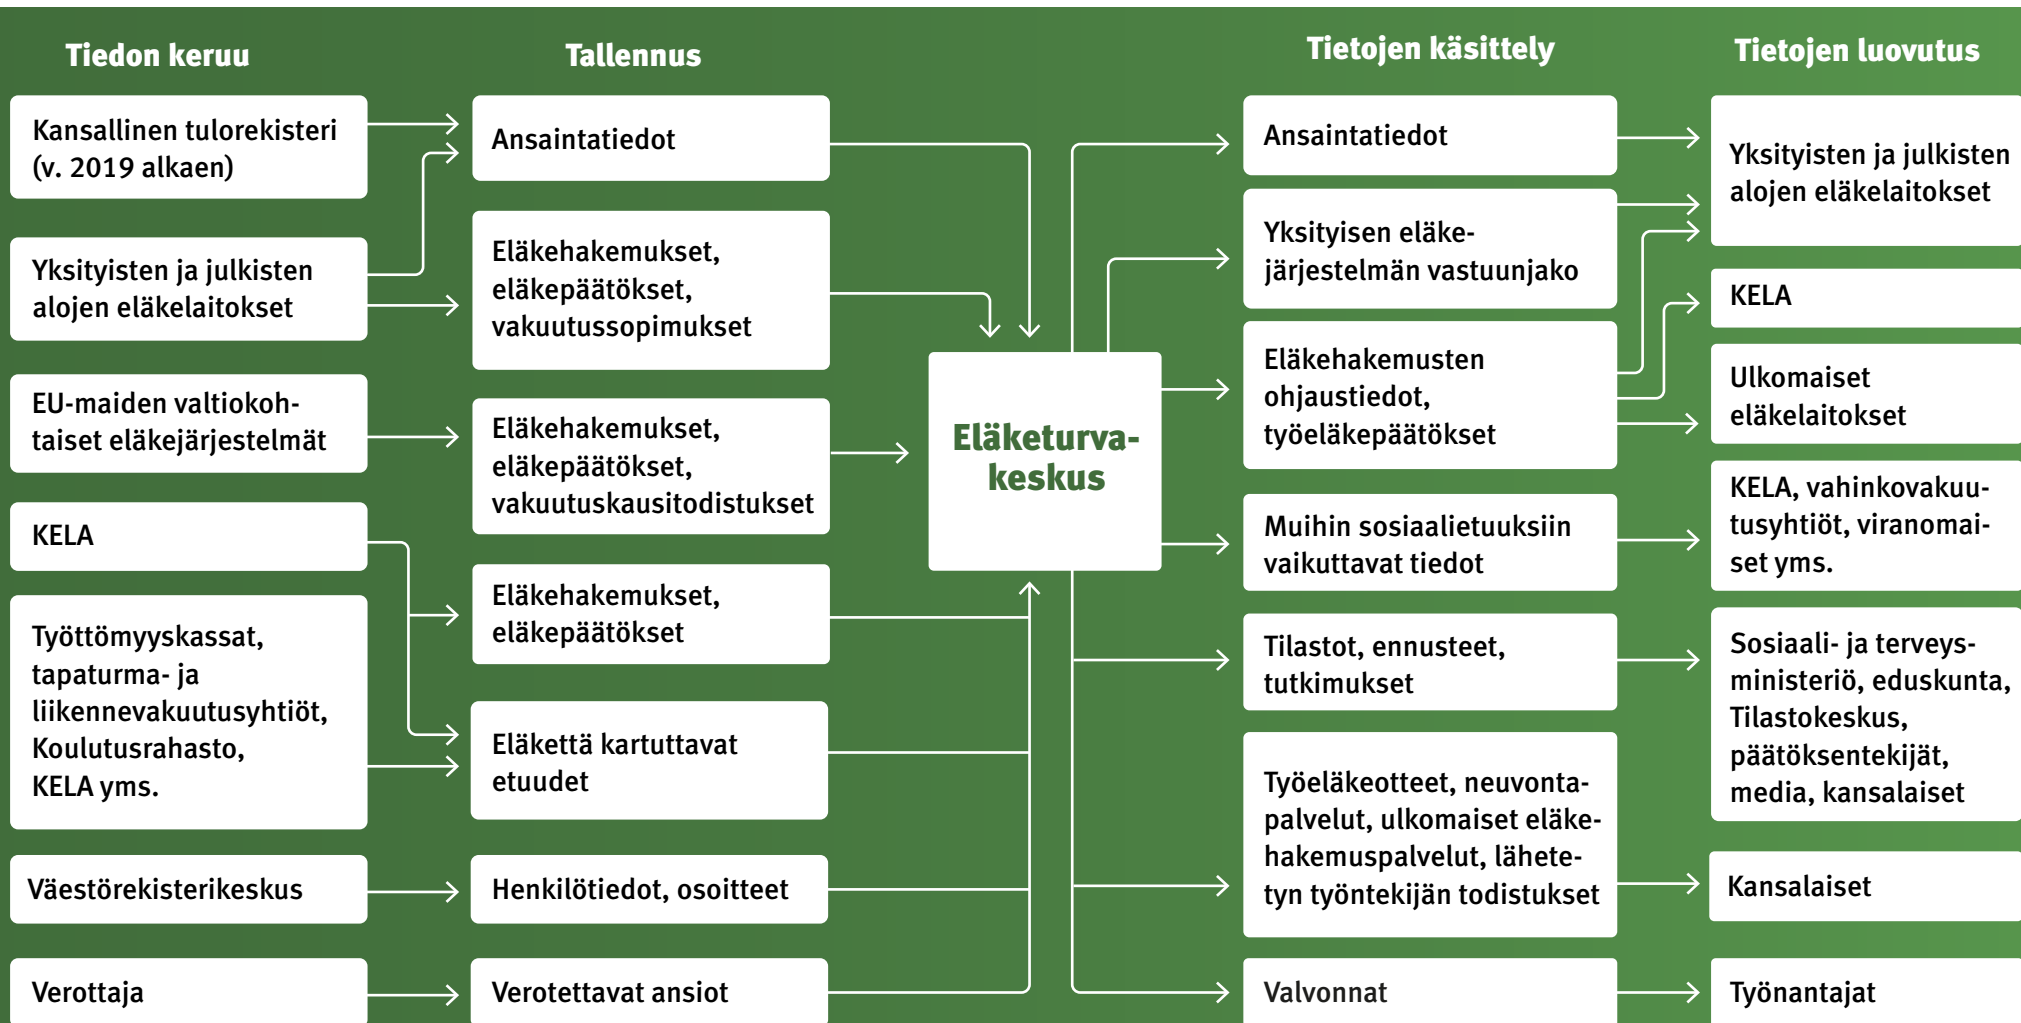 Tiedon keruu
Kansallinen tulorekisteri
(v. 2019 alkaen)
Yksityisten ja julkisten
alojen eläkelaitokset
EU-maiden valtiokoh-
taiset eläkejärjestelmät
KELA
Työttömyyskassat,
tapaturma- ja
liikennevakuutusyhtiöt,
Koulutusrahasto,
KELA yms.
Väestörekisterikeskus
Verottaja
Tallennus
Ansaintatiedot
Eläkehakemukset,
eläkepäätökset,
vakuutussopimukset
Eläkehakemukset,
eläkepäätökset,
vakuutuskausitodistukset
Eläkehakemukset,
eläkepäätökset
Eläkettä kartuttavat
etuudet
Henkilötiedot, osoitteet
Verotettavat ansiot
Eläketurva-
keskus
Tietojen käsittely
Ansaintatiedot
Yksityisen eläke-
järjestelmän vastuunjako
Eläkehakemusten
ohjaustiedot,
työeläkepäätökset
Muihin sosiaalietuuksiin
vaikuttavat tiedot
Tilastot, ennusteet,
tutkimukset
Työeläkeotteet, neuvonta-
palvelut, ulkomaiset eläke-
hakemuspalvelut, lähete-
tyn työntekijän todistukset
Valvonnat
Tietojen luovutus
Yksityisten ja julkisten
alojen eläkelaitokset
KELA
Ulkomaiset
eläkelaitokset
KELA, vahinkovakuu-
tusyhtiöt, viranomai-
set yms.
Sosiaali- ja terveys-
ministeriö, eduskunta,
Tilastokeskus,
päätöksentekijät,
media, kansalaiset
Kansalaiset
Työnantajat